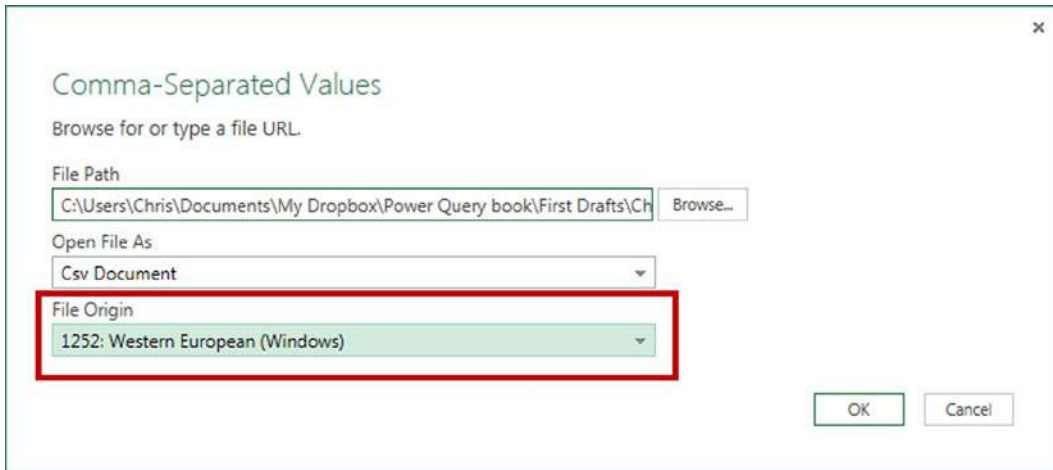 Comma-Separated Values
Browse for or type a file URL.
File Path
C:\Users\Chris\Documents\My Dropbox\Power Query book\First Drafts\Ch
Browse...
Open File As
Csv Document
File Origin
1252: Western European (Windows)
OK
Cancel